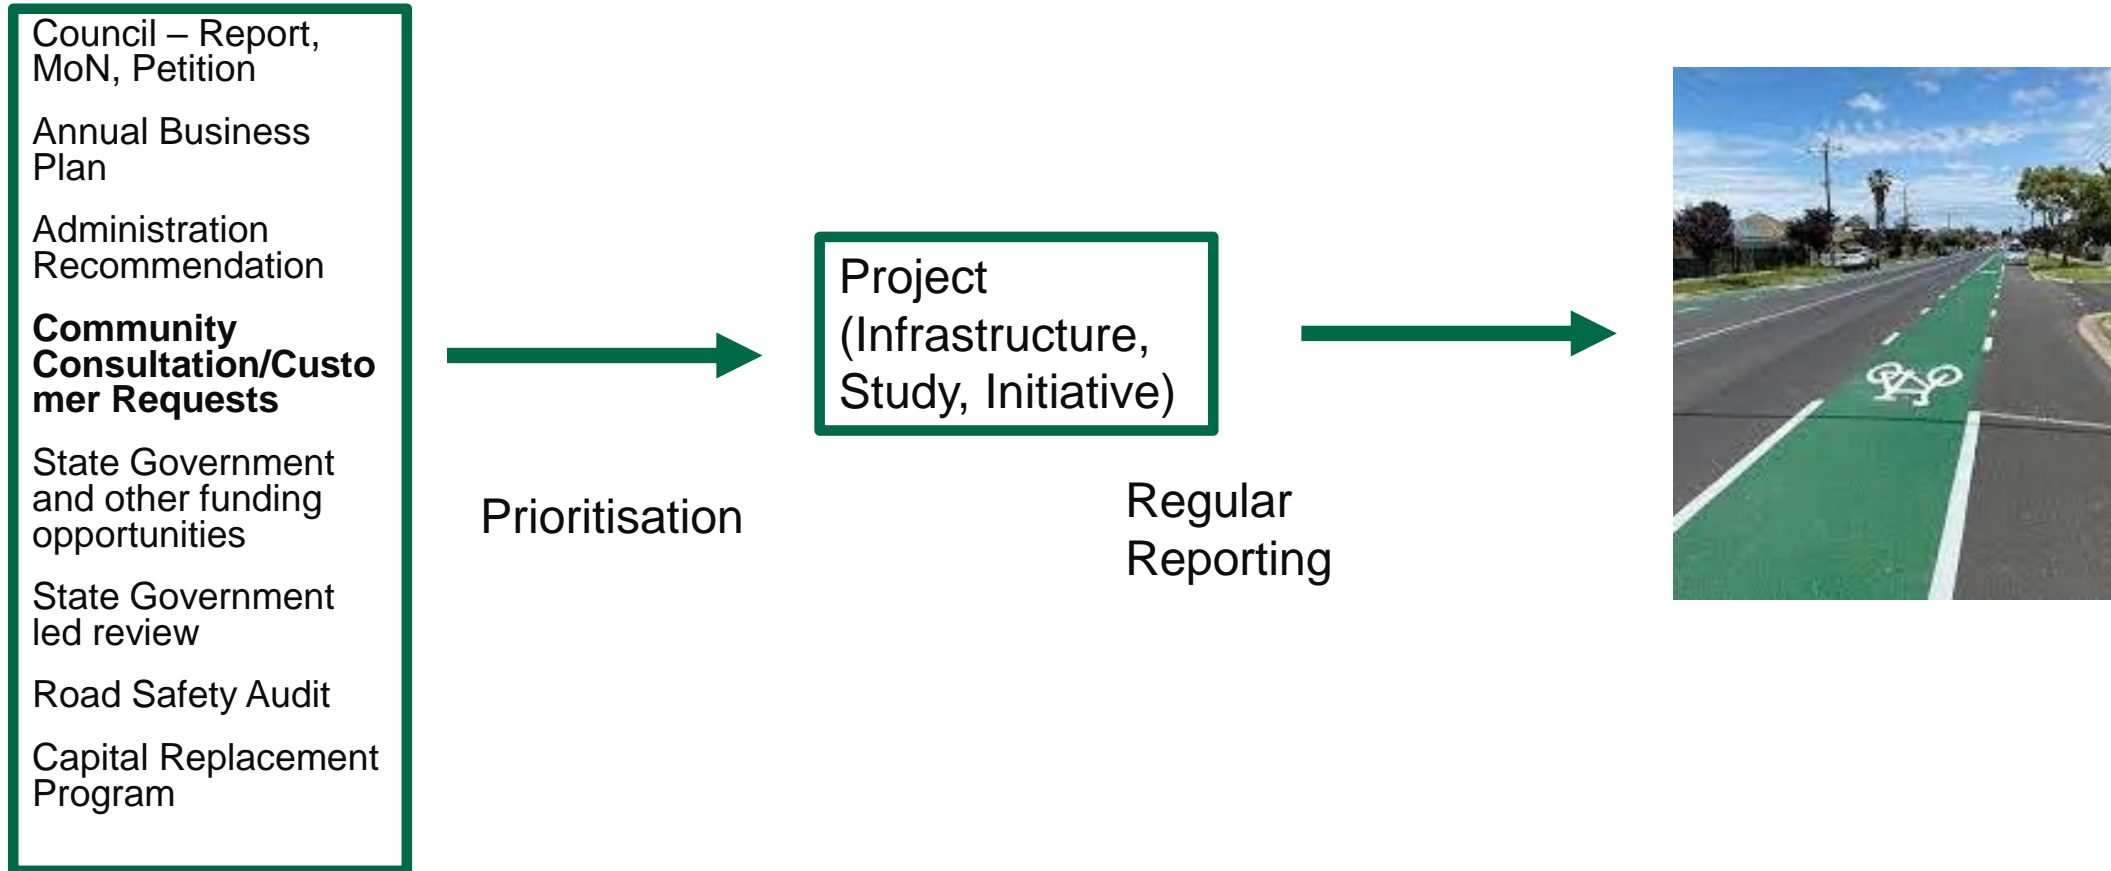 Council – Report,
MoN, Petition
Annual Business
Plan
Administration
Recommendation
Community
Consultation/Custo
mer Requests
State Government
and other funding
opportunities
State Government
led review
Road Safety Audit
Capital Replacement
Program
Prioritisation
Project
(Infrastructure,
Study, Initiative)
Regular
Reporting